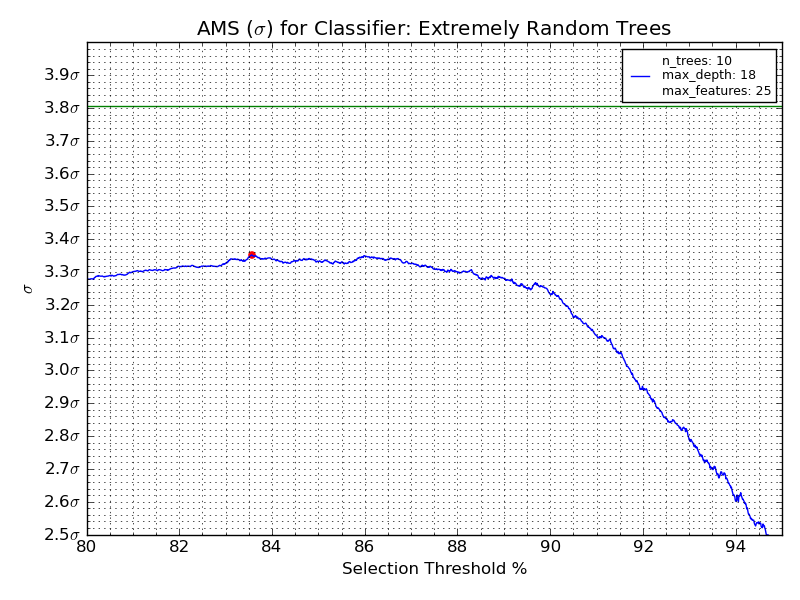 AMS (σ) for Classifier: Extremely Random Trees
n_trees: 10
max_depth: 18
max_features: 25
3.9σ
3.8σ
3.7σ
3.6σ
3.5σ
3.4σ
3.3σ
3.2σ
3.1σ
3.0σ
2.9σ
2.8σ
2.7σ
2.6σ
2.5σ
σ
80 82 84 86 88 90 92 94
Selection Threshold %